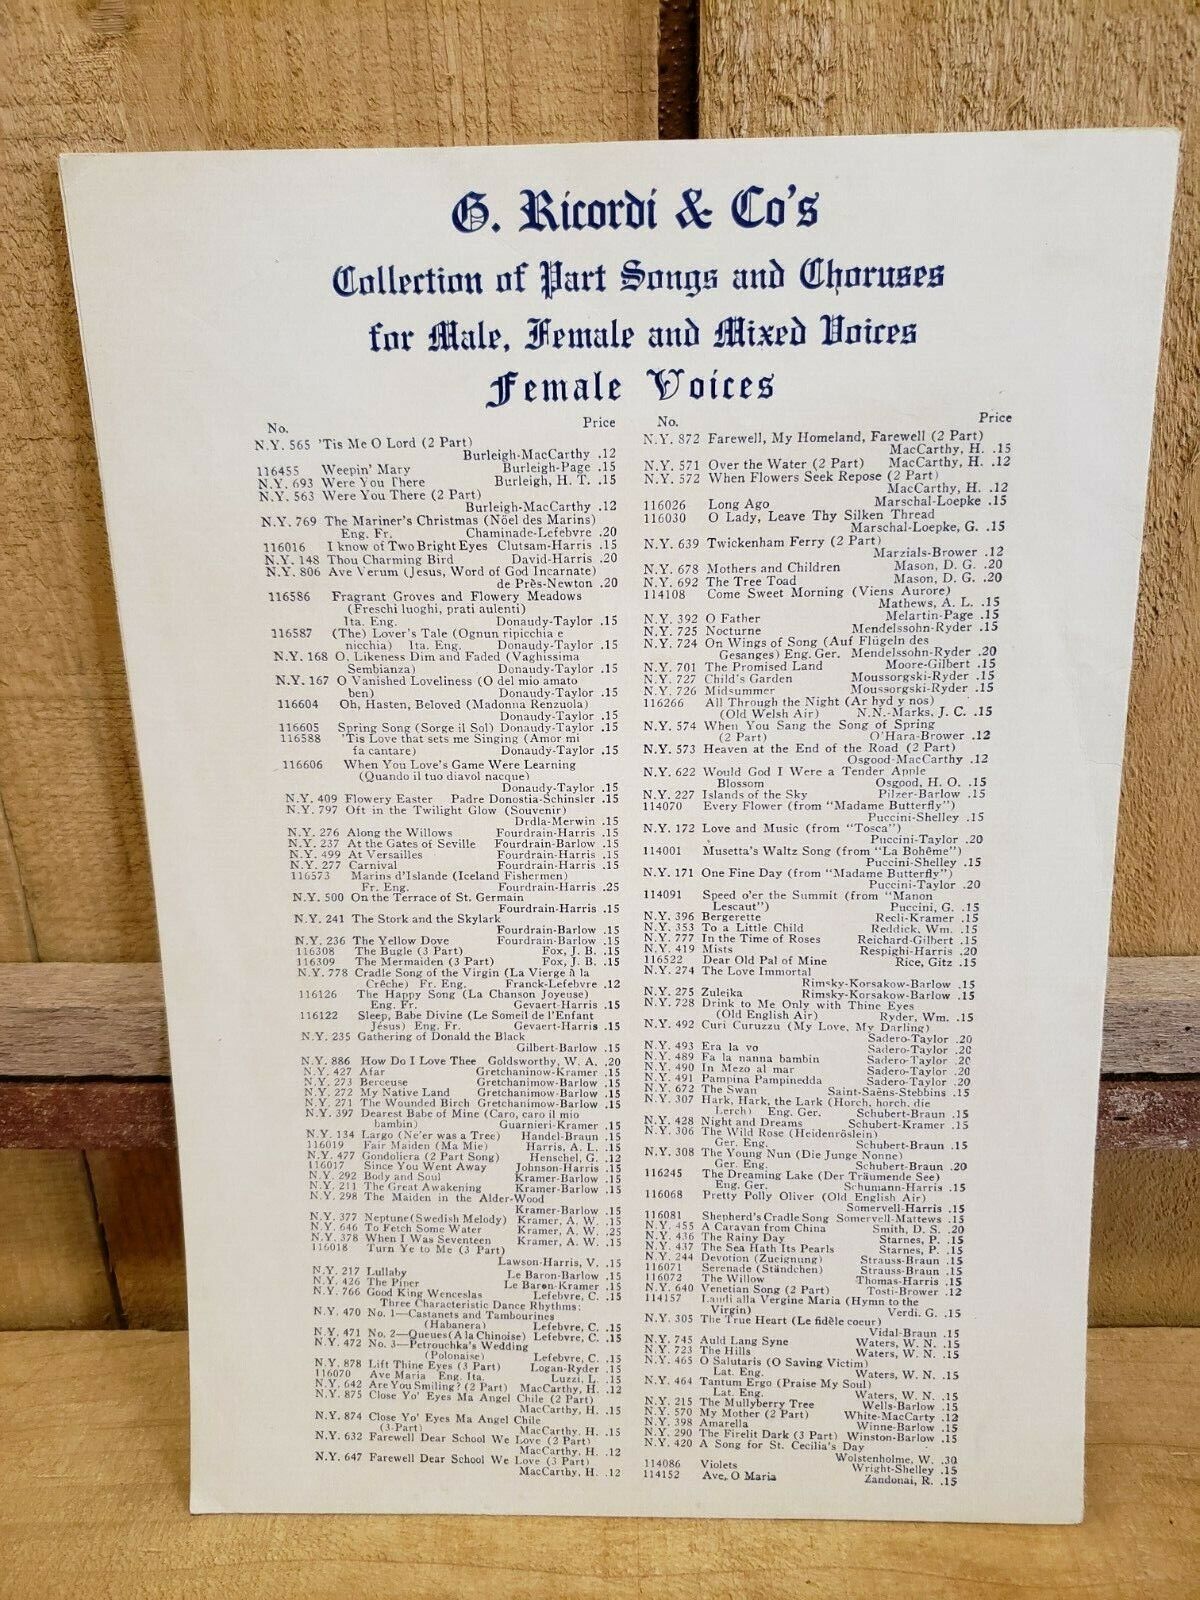 G. Ricordi & Co's
Collection of Part Songs and Choruses
for Male, Female and Mixed Voices
Female Voices
No. Price
N.Y. 565 'Tis Me O Lord (2 Part)
Burleigh-MacCarthy .12
116455 Weepin' Mary Burleigh-Page .15
N.Y. 693 Were You There Burleigh, H. T. .15
N.Y. 563 Were You There (2 Part)
Burleigh-MacCarthy .12
N.Y. 769 The Mariner's Christmas (Nöel des Marins)
Eng. Fr. Chaminade-Lefebvre .20
116016 I know of Two Bright Eyes Clutsam-Harris .15
N.Y. 148 Thou Charming Bird David-Harris .20
N.Y. 806 Ave Verum (Jesus, Word of God Incarnate)
de Près-Newton .20
116586 Fragrant Groves and Flowery Meadows
(Freschi luoghi, prati aulenti)
Ita. Eng. Donaudy-Taylor .15
116587 (The) Lover's Tale (Ognun ripicchia e
nicchia) Ita. Eng. Donaudy-Taylor .15
N.Y. 168 O, Likeness Dim and Faded (Vaghissima
Sembianza) Donaudy-Taylor .15
N.Y. 167 O Vanished Loveliness (O del mio amato
ben) Donaudy-Taylor .15
116604 Oh, Hasten, Beloved (Madonna Renzuola)
Donaudy-Taylor .15
116605 Spring Song (Sorge il Sol) Donaudy-Taylor .15
116588 'Tis Love that sets me Singing (Amor mi
fa cantare) Donaudy-Taylor .15
116606 When You Love's Game Were Learning
(Quando il tuo diavol nacque)
Donaudy-Taylor .15
N.Y. 409 Flowery Easter Padre Donostia-Schinsler .15
N.Y. 797 Oft in the Twilight Glow (Souvenir)
Drdla-Merwin .15
N.Y. 276 Along the Willows Fourdrain-Harris .15
N.Y. 237 At the Gates of Seville Fourdrain-Barlow .15
N.Y. 499 At Versailles Fourdrain-Harris .15
N.Y. 277 Carnival Fourdrain-Harris .15
116573 Marins d'Islande (Iceland Fishermen)
Fr. Eng. Fourdrain-Harris .25
N.Y. 500 On the Terrace of St. Germain
Fourdrain-Harris .15
N.Y. 241 The Stork and the Skylark
Fourdrain-Barlow .15
N.Y. 236 The Yellow Dove Fourdrain-Barlow .15
116308 The Bugle (3 Part) Fox, J. B. .15
116309 The Mermaiden (3 Part) Fox, J. B. .15
N.Y. 778 Cradle Song of the Virgin (La Vierge à la
Crêche) Fr. Eng. Franck-Lefebvre .12
116126 The Happy Song (La Chanson Joyeuse)
Eng. Fr. Gevaert-Harris .15
116122 Sleep, Babe Divine (Le Someil de l'Enfant
Jésus) Eng. Fr. Gevaert-Harris .15
N.Y. 235 Gathering of Donald the Black
Gilbert-Barlow .15
N.Y. 886 How Do I Love Thee Goldsworthy, W. A. .20
N.Y. 427 Afar Gretchaninow-Kramer .15
N.Y. 273 Berceuse Gretchanimow-Barlow .15
N.Y. 272 My Native Land Gretchanimow-Barlow .15
N.Y. 271 The Wounded Birch Gretchanimow-Barlow .15
N.Y. 397 Dearest Babe of Mine (Caro, caro il mio
bambin) Guarnieri-Kramer .15
N.Y. 134 Largo (Ne'er was a Tree) Handel-Braun .15
116019 Fair Maiden (Ma Mie) Harris, A. L. .15
N.Y. 477 Gondoliera (2 Part Song) Henschel, G. .12
116017 Since You Went Away Johnson-Harris .15
N.Y. 292 Body and Soul Kramer-Barlow .15
N.Y. 211 The Great Awakening Kramer-Barlow .15
N.Y. 298 The Maiden in the Alder-Wood
Kramer-Barlow .15
N.Y. 377 Neptune (Swedish Melody) Kramer, A. W. .15
N.Y. 646 To Fetch Some Water Kramer, A. W. .25
N.Y. 378 When I Was Seventeen Kramer, A. W. .15
116018 Turn Ye to Me (3 Part)
Lawson-Harris, V. .15
N.Y. 217 Lullaby Le Baron-Barlow .15
N.Y. 426 The Piper Le Baron-Kramer .15
N.Y. 766 Good King Wenceslas Lefebvre, C. .15
Three Characteristic Dance Rhythms:
N.Y. 470 No. 1—Castanets and Tambourines
(Habanera) Lefebvre, C. .15
N.Y. 471 No. 2—Queues (A la Chinoise) Lefebvre, C. .15
N.Y. 472 No. 3—Petrouchka's Wedding
(Polonaise) Lefebvre, C. .15
N.Y. 878 Lift Thine Eyes (3 Part) Logan-Ryder .15
116070 Ave Maria Eng. Ita. Luzzi, L. .15
N.Y. 642 Are You Smiling? (2 Part) MacCarthy, H. .12
N.Y. 875 Close Yo' Eyes Ma Angel Chile (2 Part)
MacCarthy, H. .15
N.Y. 874 Close Yo' Eyes Ma Angel Chile
(3-Part) MacCarthy, H. .15
N.Y. 632 Farewell Dear School We Love (2 Part)
MacCarthy, H. .12
N.Y. 647 Farewell Dear School We Love (3 Part)
MacCarthy, H. .12
No. Price
N.Y. 872 Farewell, My Homeland, Farewell (2 Part)
MacCarthy, H. .15
N.Y. 571 Over the Water (2 Part) MacCarthy, H. .12
N.Y. 572 When Flowers Seek Repose (2 Part)
MacCarthy, H. .12
116026 Long Ago Marschal-Loepke .15
116030 O Lady, Leave Thy Silken Thread
Marschal-Loepke, G. .15
N.Y. 639 Twickenham Ferry (2 Part)
Marzials-Brower .12
N.Y. 678 Mothers and Children Mason, D. G. .20
N.Y. 692 The Tree Toad Mason, D. G. .20
114108 Come Sweet Morning (Viens Aurore)
Mathews, A. L. .15
N.Y. 392 O Father Melartin-Page .15
N.Y. 725 Nocturne Mendelssohn-Ryder .15
N.Y. 724 On Wings of Song (Auf Flügeln des
Gesanges) Eng. Ger. Mendelssohn-Ryder .20
N.Y. 701 The Promised Land Moore-Gilbert .15
N.Y. 727 Child's Garden Moussorgski-Ryder .15
N.Y. 726 Midsummer Moussorgski-Ryder .15
116266 All Through the Night (Ar hyd y nos)
(Old Welsh Air) N.N.-Marks, J. C. .15
N.Y. 574 When You Sang the Song of Spring
(2 Part) O'Hara-Brower .12
N.Y. 573 Heaven at the End of the Road (2 Part)
Osgood-MacCarthy .12
N.Y. 622 Would God I Were a Tender Apple
Blossom Osgood, H. O. .15
N.Y. 227 Islands of the Sky Pilzer-Barlow .15
114070 Every Flower (from "Madame Butterfly")
Puccini-Shelley .15
N.Y. 172 Love and Music (from "Tosca")
Puccini-Taylor .20
114001 Musetta's Waltz Song (from "La Bohême")
Puccini-Shelley .15
N.Y. 171 One Fine Day (from "Madame Butterfly")
Puccini-Taylor .20
114091 Speed o'er the Summit (from "Manon
Lescaut") Puccini, G. .15
N.Y. 396 Bergerette Recli-Kramer .15
N.Y. 353 To a Little Child Reddick, Wm. .15
N.Y. 777 In the Time of Roses Reichard-Gilbert .15
N.Y. 419 Mists Respighi-Harris .20
116522 Dear Old Pal of Mine Rice, Gitz .15
N.Y. 274 The Love Immortal
Rimsky-Korsakow-Barlow .15
N.Y. 275 Zuleika Rimsky-Korsakow-Barlow .15
N.Y. 728 Drink to Me Only with Thine Eyes
(Old English Air) Ryder, Wm. .15
N.Y. 492 Curi Curuzzu (My Love, My Darling)
Sadero-Taylor .20
N.Y. 493 Era la vo Sadero-Taylor .20
N.Y. 489 Fa la nanna bambin Sadero-Taylor .20
N.Y. 490 In Mezo al mar Sadero-Taylor .20
N.Y. 491 Pampina Pampinedda Sadero-Taylor .20
N.Y. 672 The Swan Saint-Saëns-Stebbins .15
N.Y. 307 Hark, Hark, the Lark (Horch, horch, die
Lerch) Eng. Ger. Schubert-Braun .15
N.Y. 428 Night and Dreams Schubert-Kramer .15
N.Y. 306 The Wild Rose (Heidenröslein)
Ger. Eng. Schubert-Braun .15
N.Y. 308 The Young Nun (Die Junge Nonne)
Ger. Eng. Schubert-Braun .20
116245 The Dreaming Lake (Der Träumende See)
Eng. Ger. Schumann-Harris .15
116068 Pretty Polly Oliver (Old English Air)
Somervell-Harris .15
116081 Shepherd's Cradle Song Somervell-Mattews .15
N.Y. 455 A Caravan from China Smith, D. S. .20
N.Y. 436 The Rainy Day Starnes, P. .15
N.Y. 437 The Sea Hath Its Pearls Starnes, P. .15
N.Y. 244 Devotion (Zueignung) Strauss-Braun .15
116071 Serenade (Ständchen) Strauss-Braun .15
116072 The Willow Thomas-Harris .15
N.Y. 640 Venetian Song (2 Part) Tosti-Brower .12
114157 Laudi alla Vergine Maria (Hymn to the
Virgin) Verdi. G. .15
N.Y. 305 The True Heart (Le fidèle coeur)
Vidal-Braun .15
N.Y. 745 Auld Lang Syne Waters, W. N. .15
N.Y. 723 The Hills Waters, W. N. .15
N.Y. 465 O Salutaris (O Saving Victim)
Lat. Eng. Waters, W. N. .15
N.Y. 464 Tantum Ergo (Praise My Soul)
Lat. Eng. Waters, W. N. .15
N.Y. 215 The Mullyberry Tree Wells-Barlow .15
N.Y. 570 My Mother (2 Part) White-MacCarty .12
N.Y. 398 Amarella Winne-Barlow .15
N.Y. 290 The Firelit Dark (3 Part) Winston-Barlow .15
N.Y. 420 A Song for St. Cecilia's Day
Wolstenholme, W. .30
114086 Violets Wright-Shelley .15
114152 Ave, O Maria Zandonai, R. .15